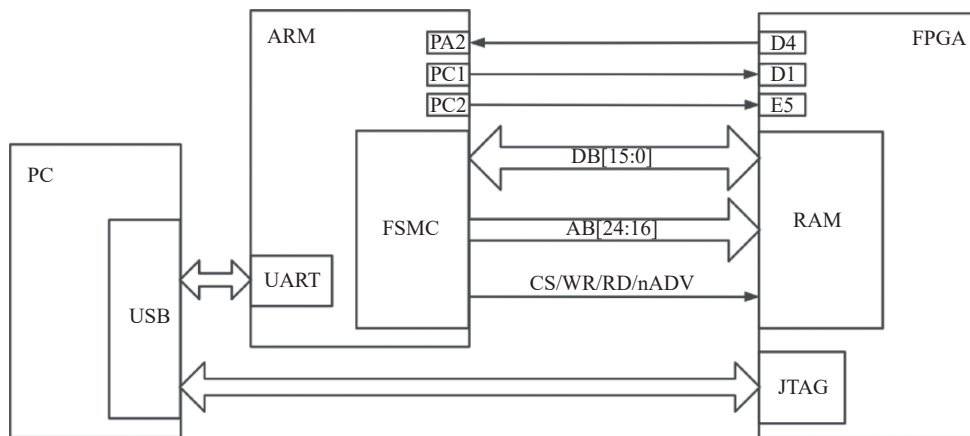 ARM
FPGA
PA2
D4
PC1
D1
PC2
E5
DB[15:0]
PC
FSMC
AB[24:16]
RAM
UART
CS/WR/RD/nADV
USB
JTAG